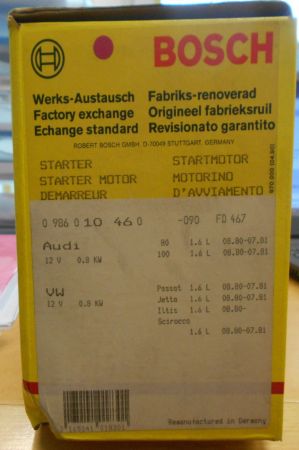 BOSCH
Werks-Austausch Fabriks-renoverad
Factory exchange Origineel fabrieksruil
Echange standard Revisionato garantito
ROBERT BOSCH GMBH, D-70049 STUTTGART, GERMANY
STARTER STARTMOTOR
STARTER MOTOR MOTORINO
DEMARREUR D'AVVIAMENTO
0 986 0 10 46 0 -090 FD 467
Audi 80 1.6 L 08.80-07.81
12 V 0.8 KW 100 1.6 L 08.80-07.81
VW Passat 1.6 L 08.80-07.81
12 V 0.8 KW Jetta 1.6 L 08.80-07.81
Iltis 1.6 L 08.80-
Scirocco
1.6 L 08.80-07.81
Remanufactured in Germany